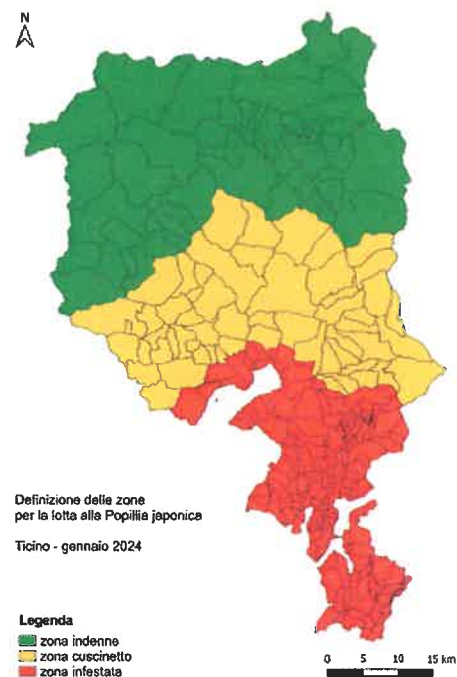 N
Definizione delle zone
per la lotta alla Popillia japonica
Ticino - gennaio 2024
Legenda
zona indenne
zona cuscinetto
zona infestata
0 5 10 15 km